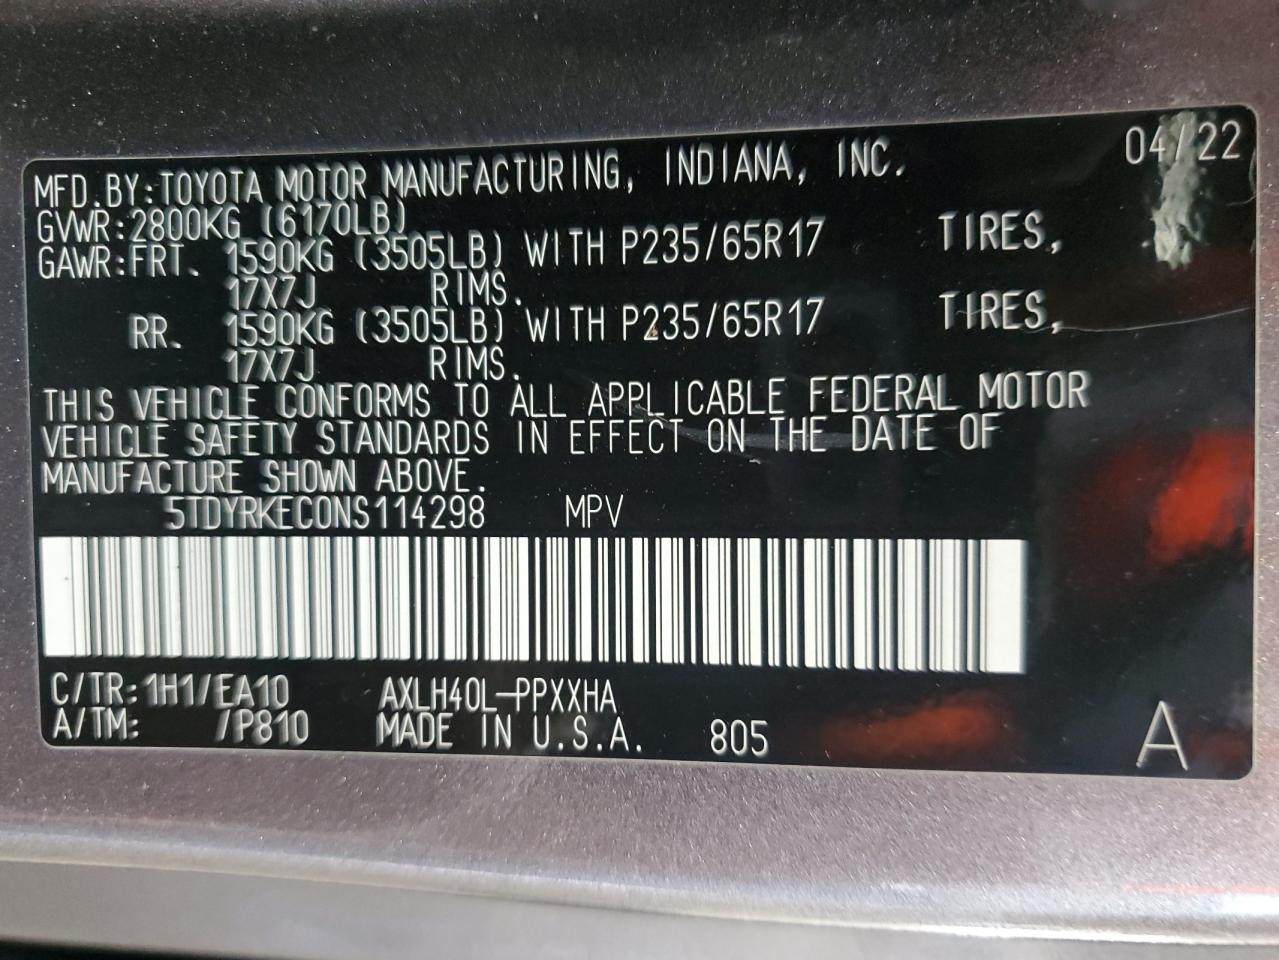 04/22
MFD.BY:TOYOTA MOTOR MANUFACTURING, INDIANA, INC.
GVWR:2800KG (6170LB)
GAWR:FRT. 1590KG (3505LB) WITH P235/65R17 TIRES,
17X7J RIMS.
RR. 1590KG (3505LB) WITH P235/65R17 TIRES,
17X7J RIMS.
THIS VEHICLE CONFORMS TO ALL APPLICABLE FEDERAL MOTOR
VEHICLE SAFETY STANDARDS IN EFFECT ON THE DATE OF
MANUFACTURE SHOWN ABOVE.
5TDYRKEC0NS114298 MPV
C/TR:1H1/EA10 AXLH40L-PPXXHA
A/TM: /P810 MADE IN U.S.A. 805 A